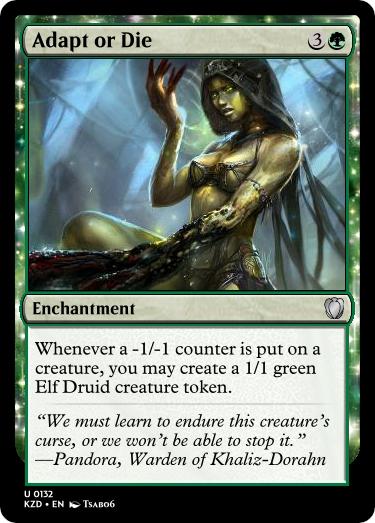 Adapt or Die 3
Enchantment
Whenever a -1/-1 counter is put on a
creature, you may create a 1/1 green
Elf Druid creature token.
“We must learn to endure this creature’s
curse, or we won’t be able to stop it.”
—Pandora, Warden of Khaliz-Dorahn
U 0132
KZD • EN Tsabo6